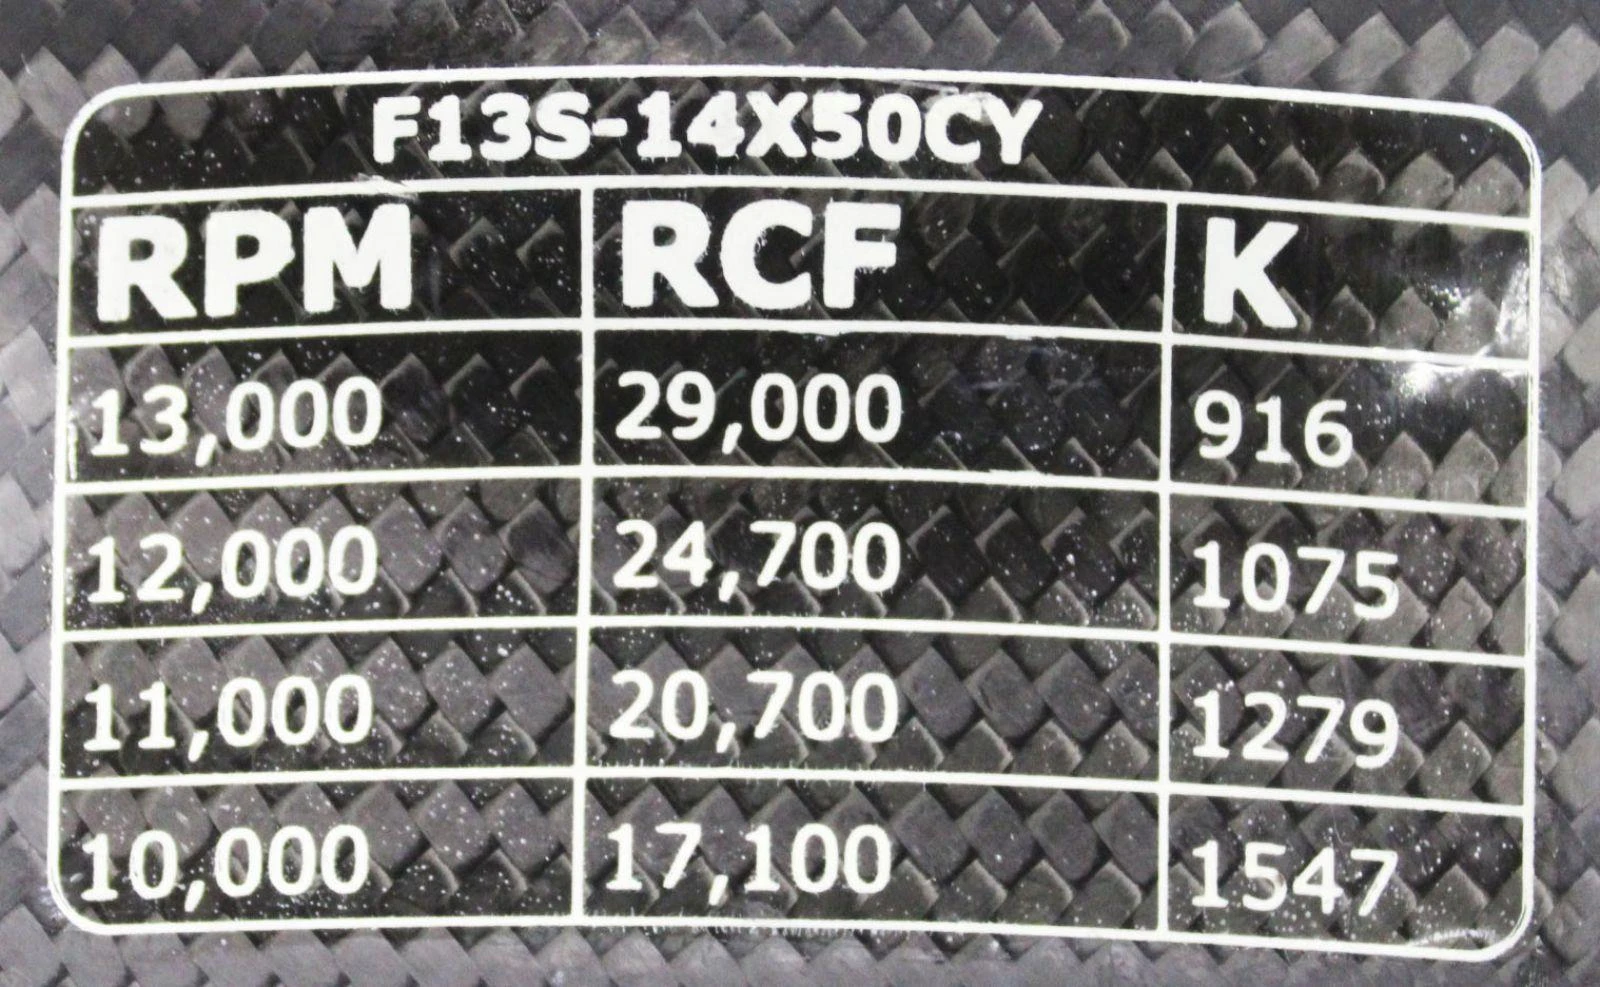 F13S-14X50CY
RPM RCF K
13,000 29,000 916
12,000 24,700 1075
11,000 20,700 1279
10,000 17,100 1547